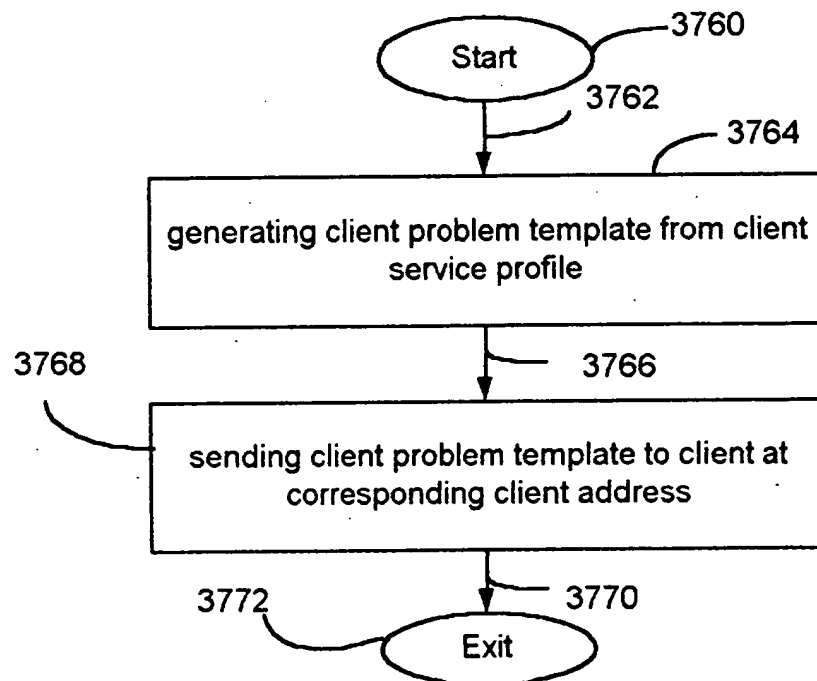 3760
Start
3762
3764
generating client problem template from client
service profile
3766
3768
sending client problem template to client at
corresponding client address
3770
3772
Exit